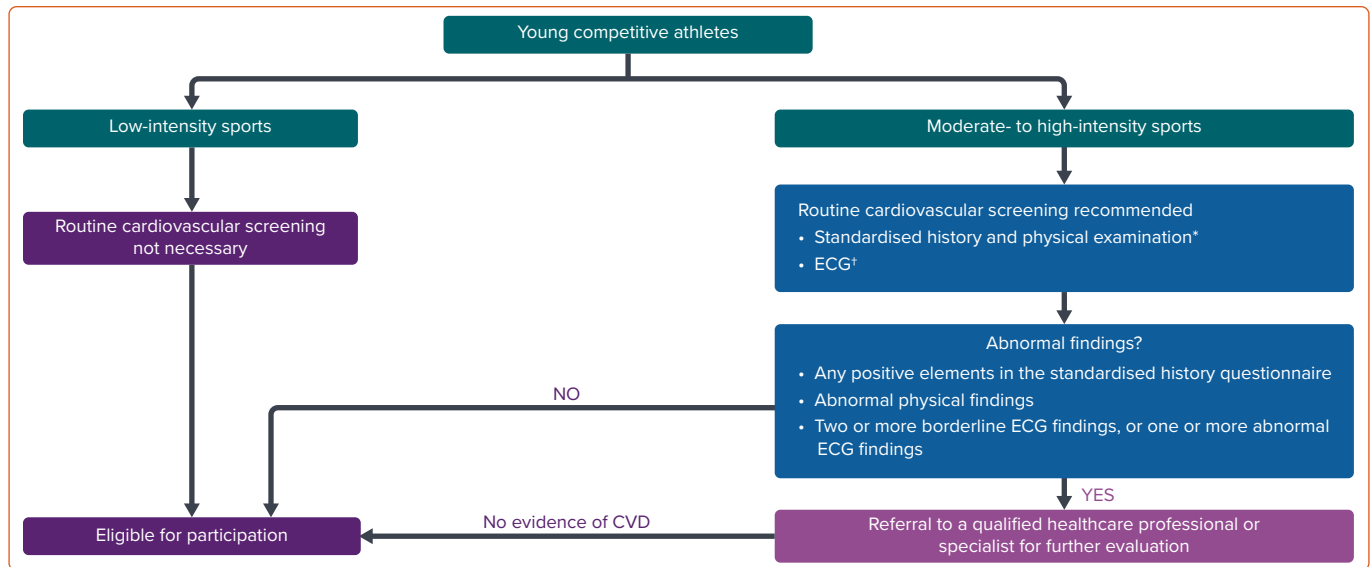 Young competitive athletes
Low-intensity sports
Moderate- to high-intensity sports
Routine cardiovascular screening
not necessary
Routine cardiovascular screening recommended
• Standardised history and physical examination*
• ECG†
Abnormal findings?
• Any positive elements in the standardised history questionnaire
• Abnormal physical findings
• Two or more borderline ECG findings, or one or more abnormal
ECG findings
NO
YES
Eligible for participation
No evidence of CVD
Referral to a qualified healthcare professional or
specialist for further evaluation